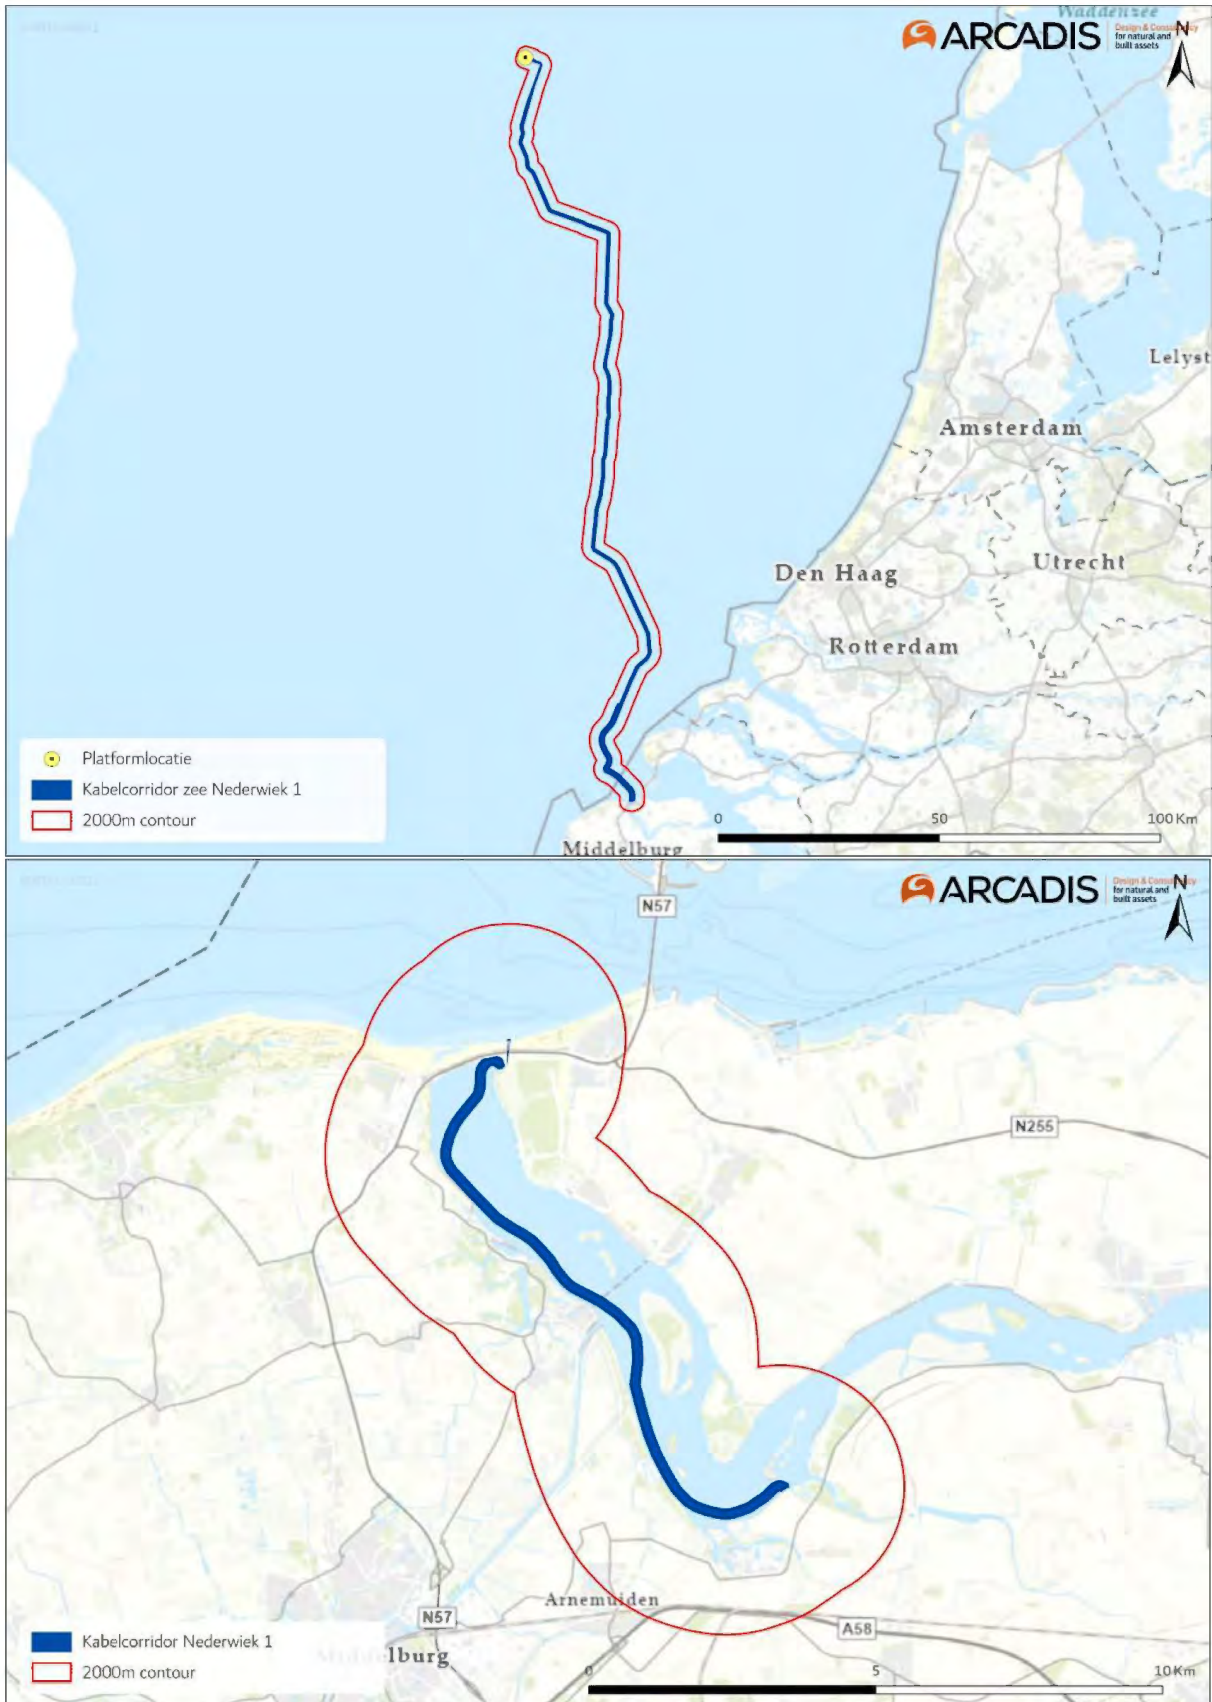 Waddenzee
ARCADIS
Design & Consultancy
for natural and
built assets
N
Lelyst
Amsterdam
Utrecht
Den Haag
Rotterdam
Platformlocatie
Kabelcorridor zee Nederwiek 1
2000m contour
0 50 100 Km
Middelburg
ARCADIS
Design & Consultancy
for natural and
built assets
N
N57
N255
Arnemuiden
N57
A58
Kabelcorridor Nederwiek 1
Middelburg
2000m contour
0 5 10 Km